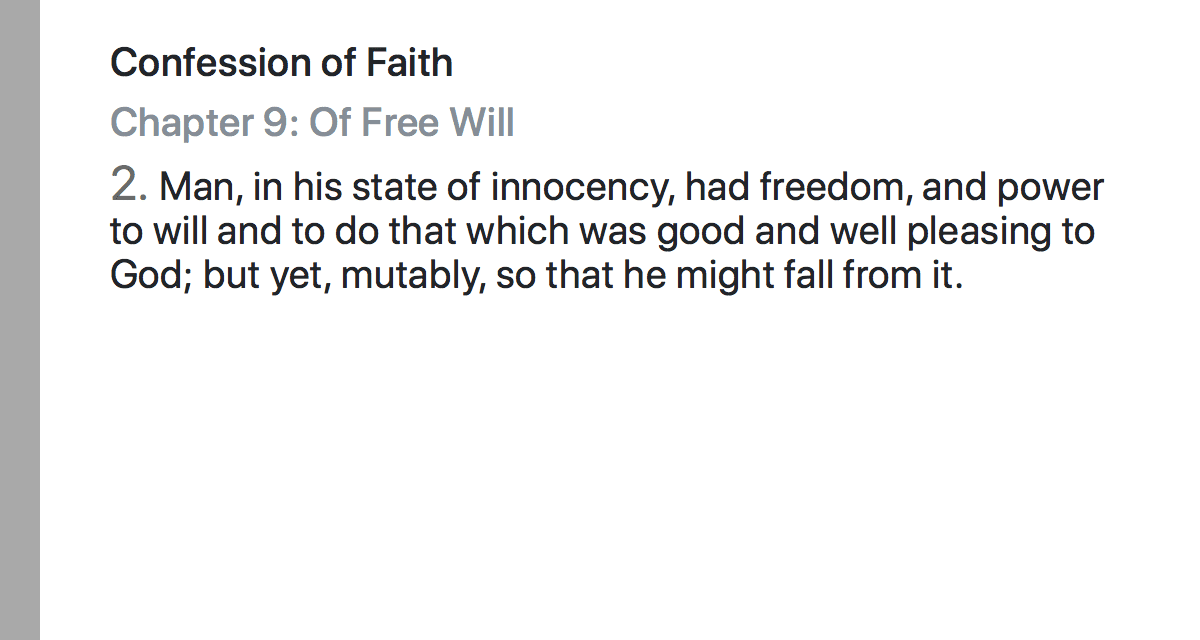 Confession of Faith
Chapter 9: Of Free Will
2. Man, in his state of innocency, had freedom, and power
to will and to do that which was good and well pleasing to
God; but yet, mutably, so that he might fall from it.